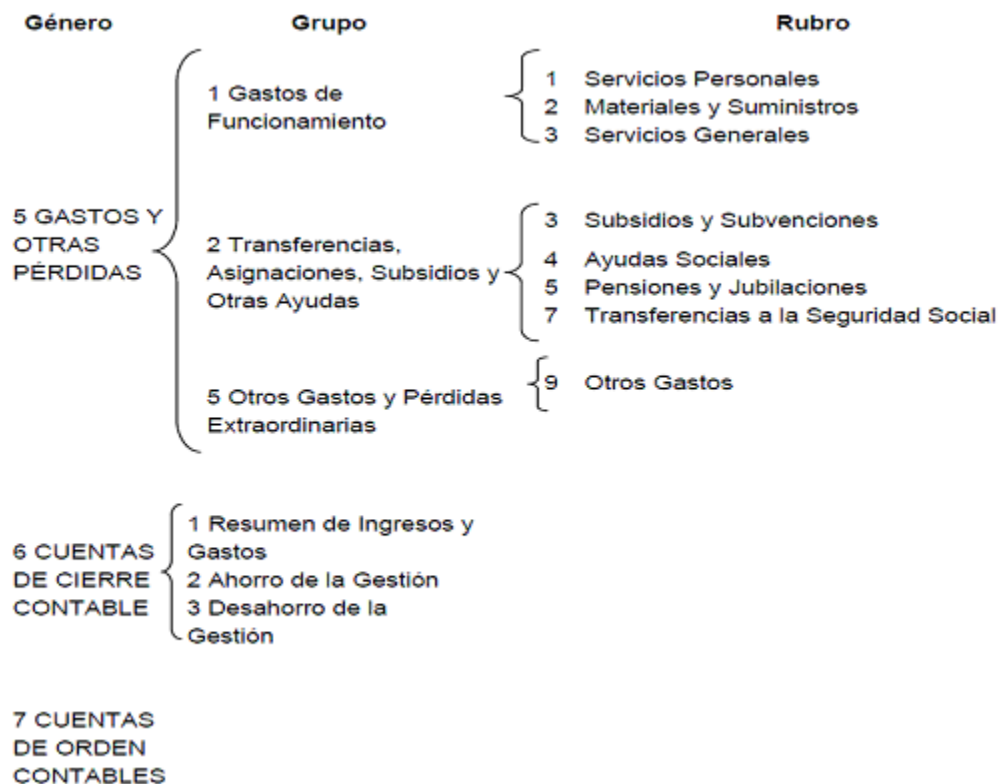 Género Grupo Rubro
1 Gastos de
Funcionamiento
1 Servicios Personales
2 Materiales y Suministros
3 Servicios Generales
5 GASTOS Y
OTRAS
PÉRDIDAS
2 Transferencias,
Asignaciones, Subsidios y
Otras Ayudas
3 Subsidios y Subvenciones
4 Ayudas Sociales
5 Pensiones y Jubilaciones
7 Transferencias a la Seguridad Social
5 Otros Gastos y Pérdidas
Extraordinarias
9 Otros Gastos
6 CUENTAS
DE CIERRE
CONTABLE
1 Resumen de Ingresos y
Gastos
2 Ahorro de la Gestión
3 Desahorro de la
Gestión
7 CUENTAS
DE ORDEN
CONTABLES